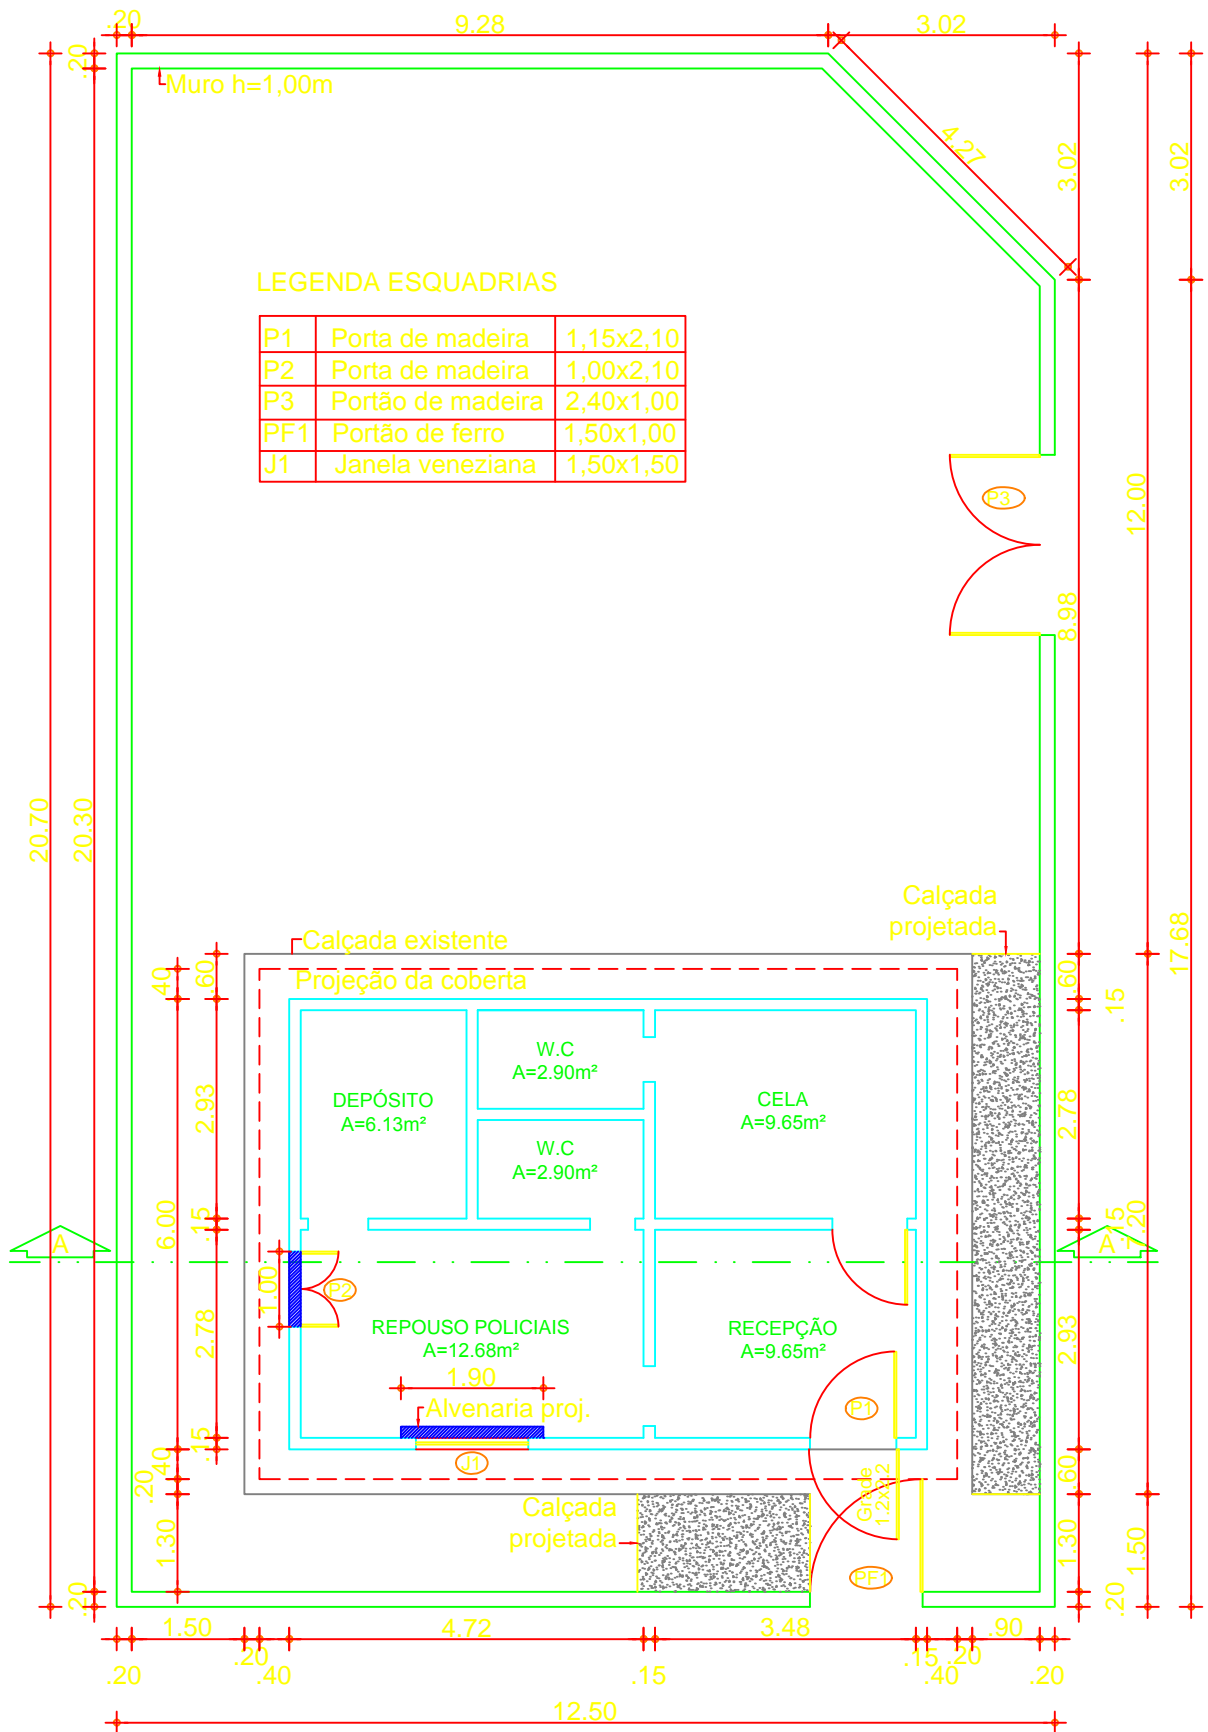 .20
9.28
3.02
.20
Muro h=1,00m
4.27
3.02
3.02
LEGENDA ESQUADRIAS
P1 Porta de madeira 1,15x2,10
P2 Porta de madeira 1,00x2,10
P3 Portão de madeira 2,40x1,00
PF1 Portão de ferro 1,50x1,00
J1 Janela veneziana 1,50x1,50
P3
12.00
8.98
20.70
20.30
17.68
Calçada
projetada
Calçada existente
Projeção da coberta
.40
.60
.60
.15
W.C
A=2.90m²
DEPÓSITO
A=6.13m²
CELA
A=9.65m²
W.C
A=2.90m²
2.93
2.78
6.00
.15
.15
7.20
A
A
1.00
P2
2.78
2.93
REPOUSO POLICIAIS
A=12.68m²
RECEPÇÃO
A=9.65m²
1.90
Alvenaria proj.
P1
J1
.15
.40
.20
.60
Grade
1.2x2.2
Calçada
projetada
1.30
1.30
1.50
PF1
.20
.20
1.50
4.72
3.48
.90
.20
.15
.20
.20
.40
.15
.40
.20
12.50